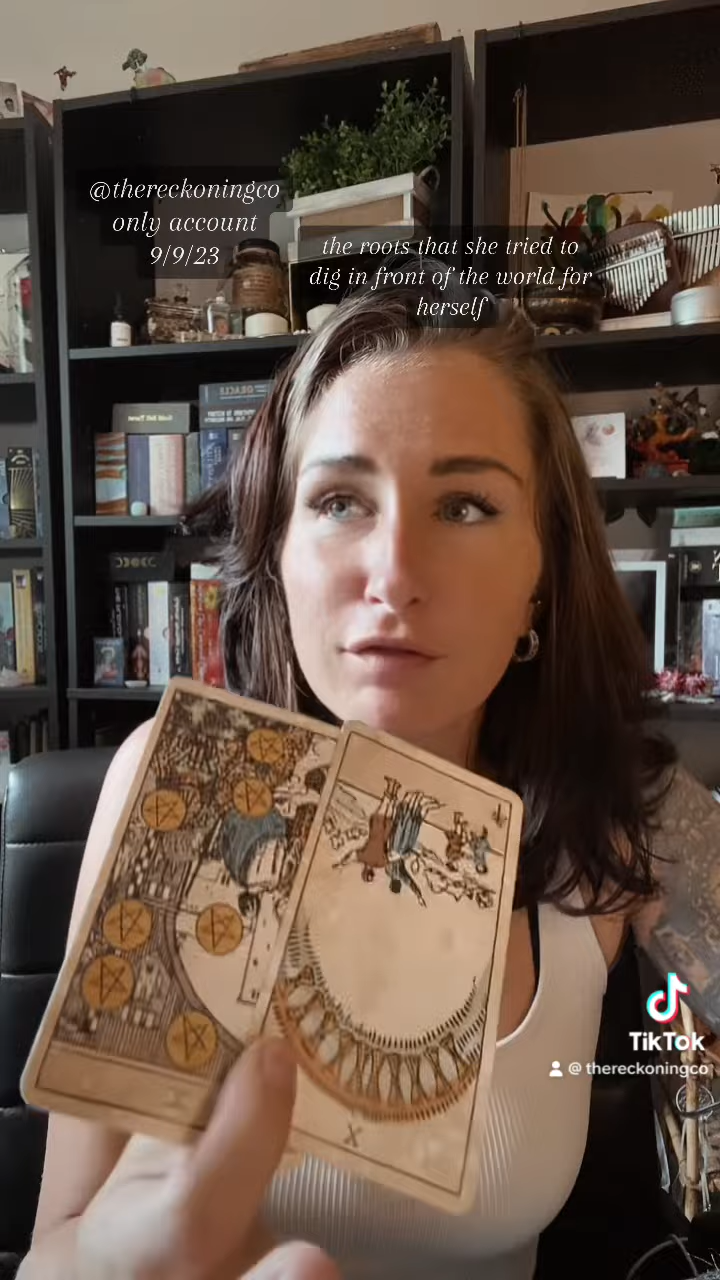 @thereckoningco
only account
9/9/23
the roots that she tried to
dig in front of the world for
herself
ORACLE
X
X
TikTok
@ thereckoningco